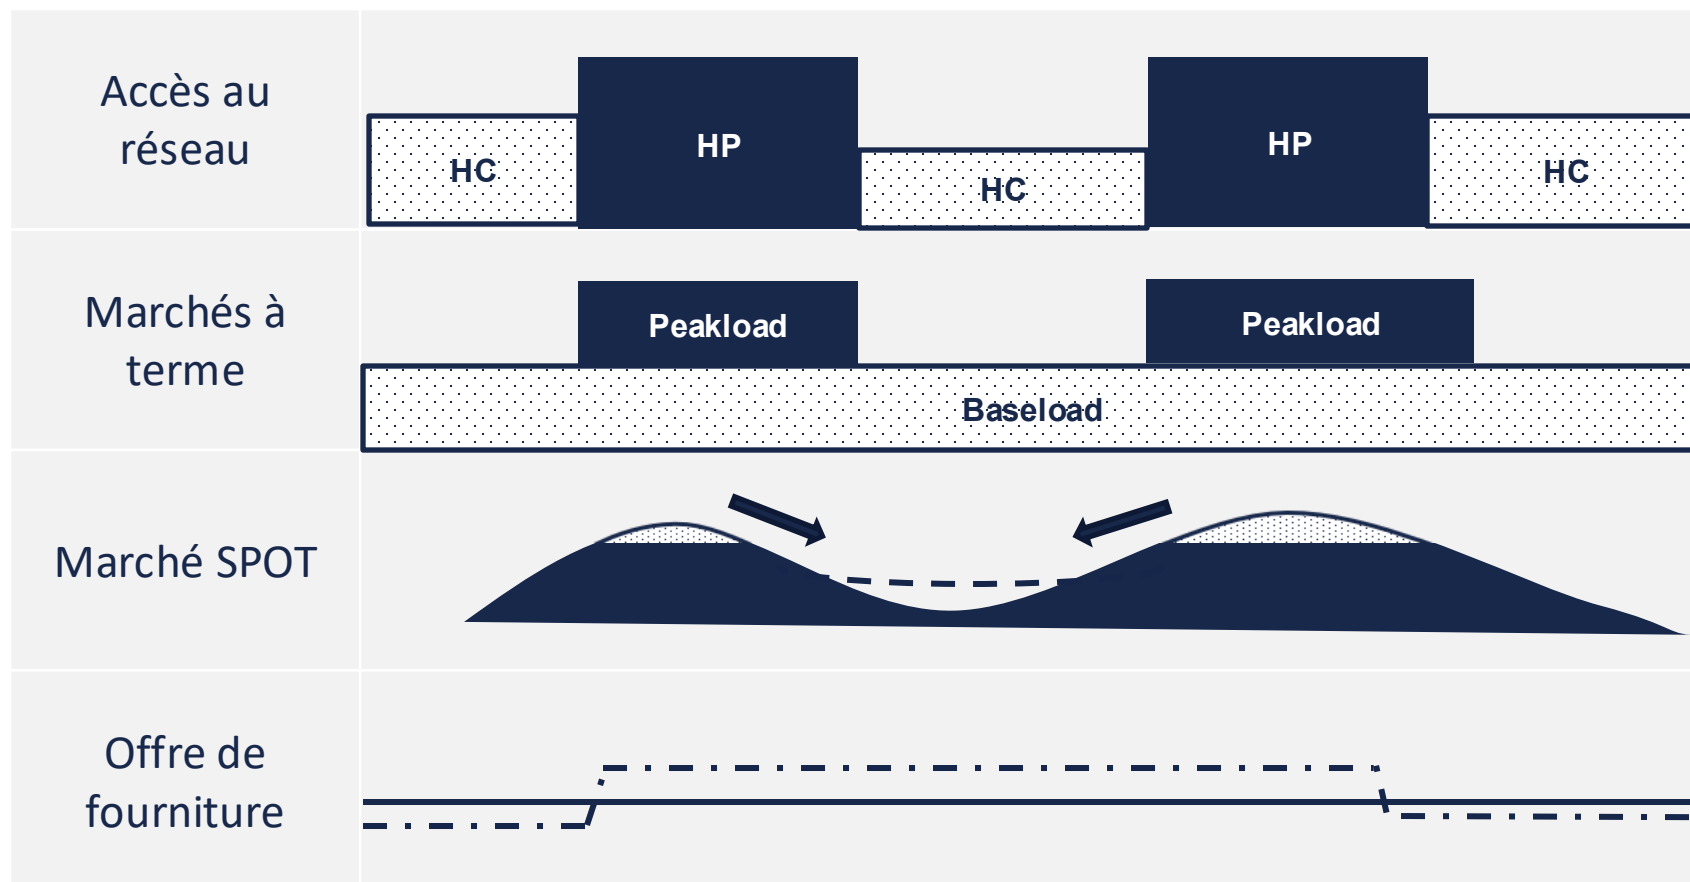 Accès au
réseau
HC
HP
HC
HP
HC
Marchés à
terme
Peakload
Peakload
Baseload
Marché SPOT
Offre de
fourniture